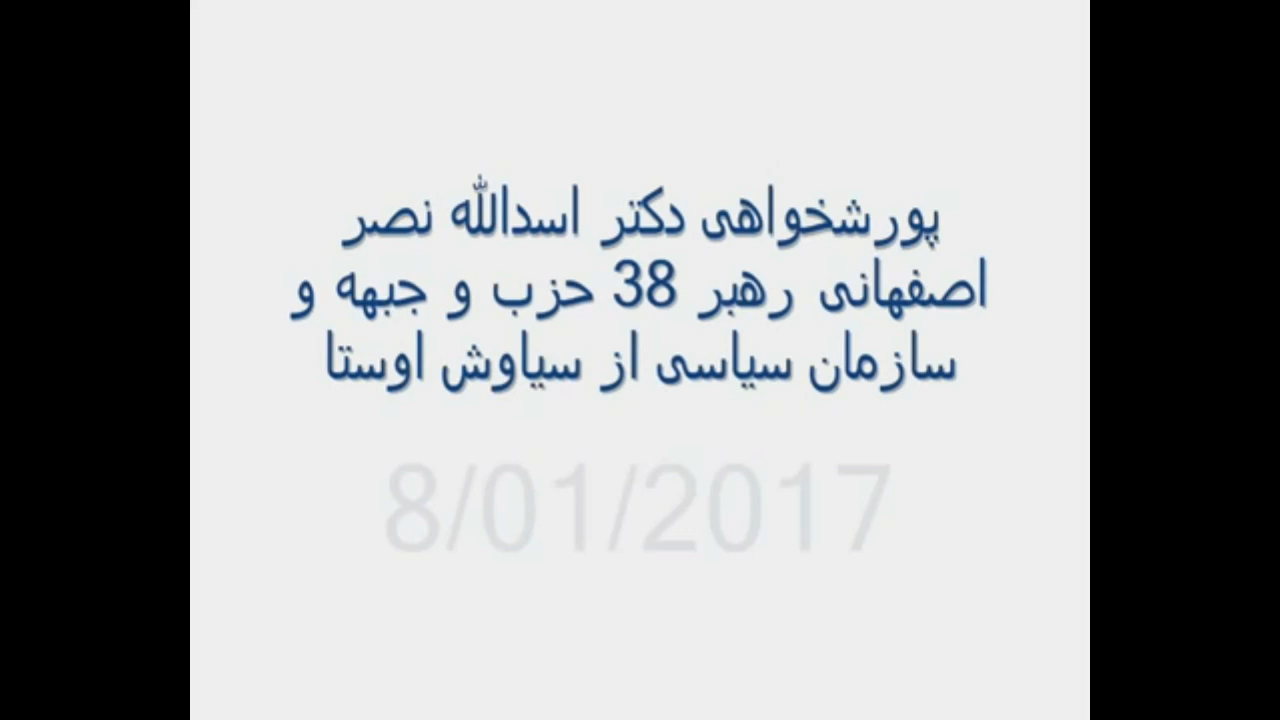 پورشخواهی دکتر اسدالله نصر
اصفهانی رهبر 38 حزب و جبهه و
سازمان سیاسی از سیاوش اوستا
8/01/2017